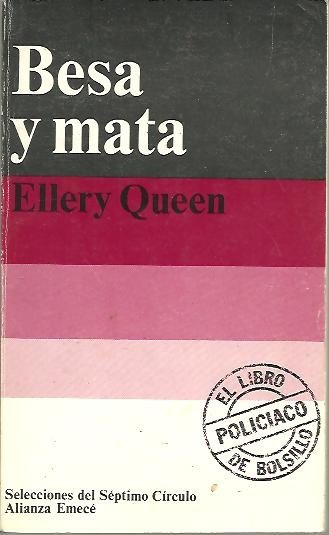 Besa
y mata
Ellery Queen
EL LIBRO
POLICIACO
DE BOLSILLO
Selecciones del Séptimo Círculo
Alianza Emecé